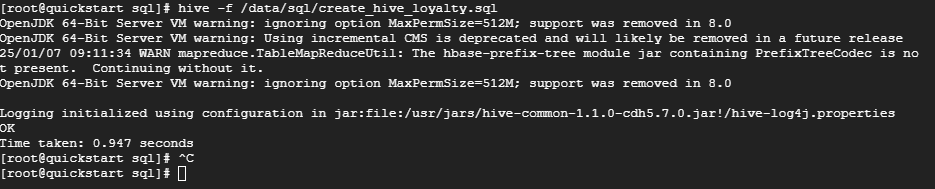 [root@quickstart sql]# hive -f /data/sql/create_hive_loyalty.sql
OpenJDK 64-Bit Server VM warning: ignoring option MaxPermSize=512M; support was removed in 8.0
OpenJDK 64-Bit Server VM warning: Using incremental CMS is deprecated and will likely be removed in a future release
25/01/07 09:11:34 WARN mapreduce.TableMapReduceUtil: The hbase-prefix-tree module jar containing PrefixTreeCodec is no
t present.  Continuing without it.
OpenJDK 64-Bit Server VM warning: ignoring option MaxPermSize=512M; support was removed in 8.0
Logging initialized using configuration in jar:file:/usr/jars/hive-common-1.1.0-cdh5.7.0.jar!/hive-log4j.properties
OK
Time taken: 0.947 seconds
[root@quickstart sql]# ^C
[root@quickstart sql]#